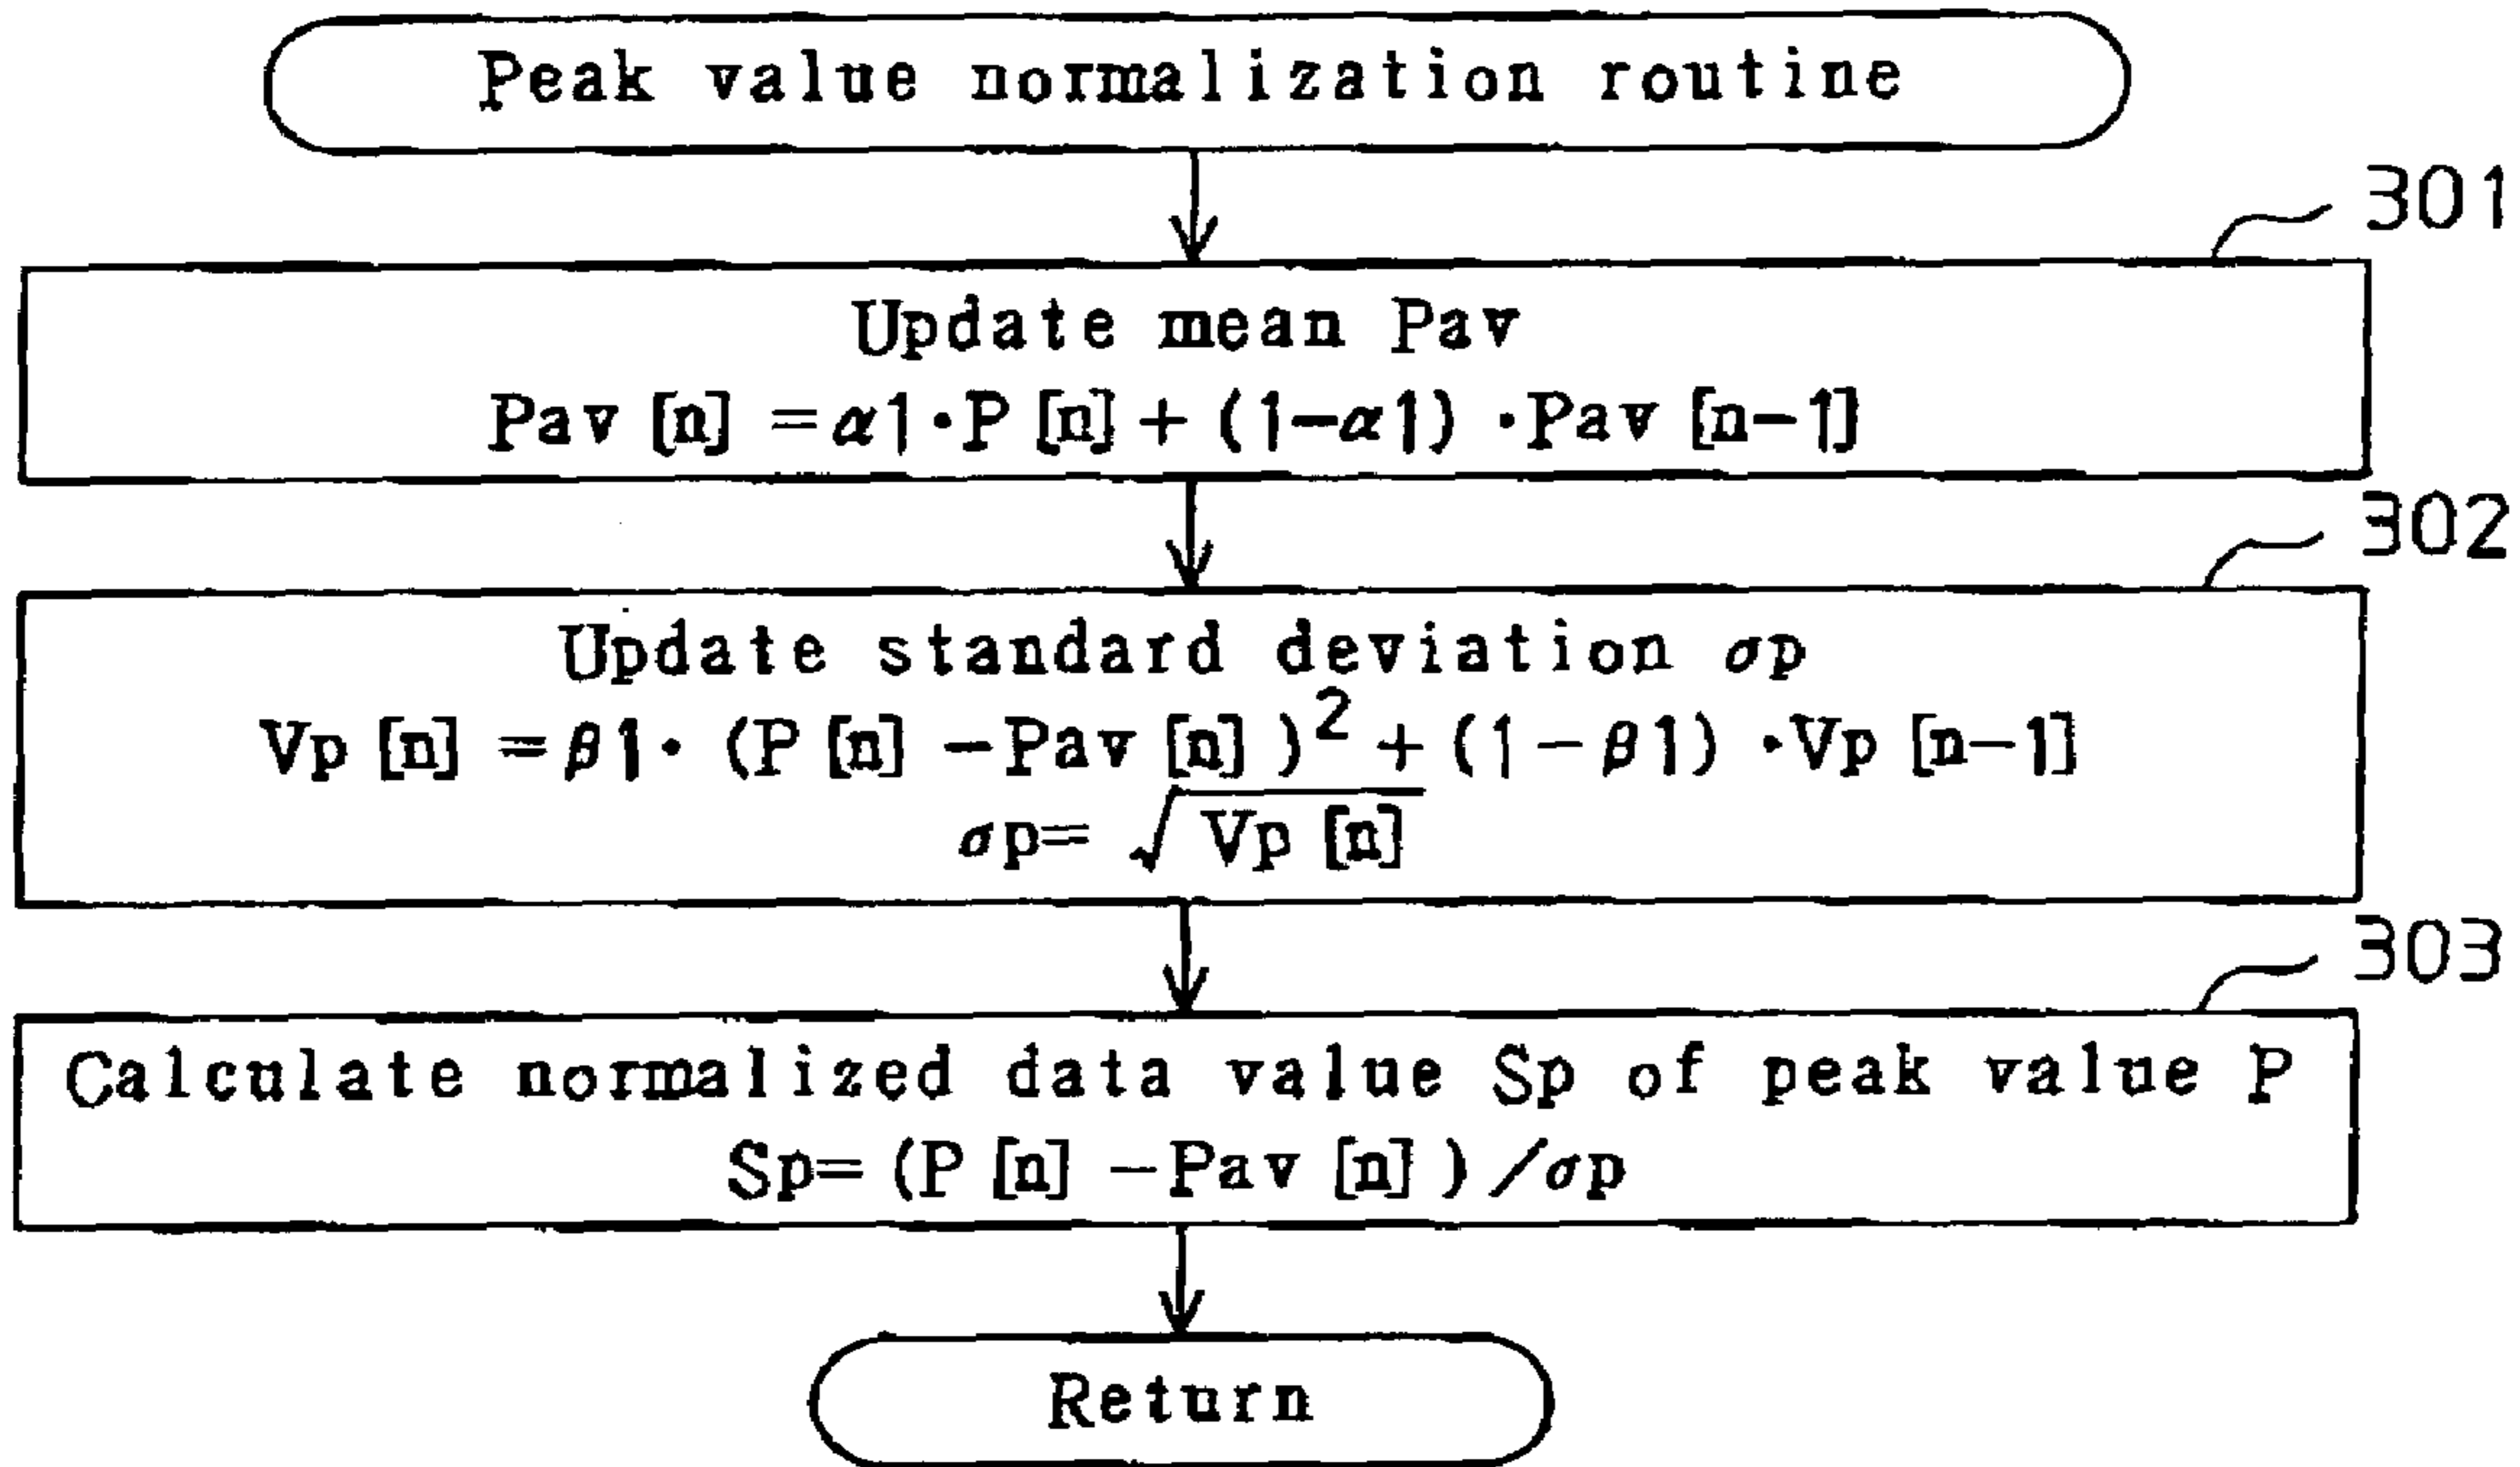 Peak value normalization routine
301
Update mean Pav
Pav [n] =α1·P [n] + (1-α1) ·Pav [n-1]
302
Update standard deviation σp
Vp [n] =β1· (P [n] -Pav [n] )² + (1-β1) ·Vp [n-1]
σp= √Vp [n]
303
Calculate normalized data value Sp of peak value P
Sp= (P [n] -Pav [n] ) /σp
Return